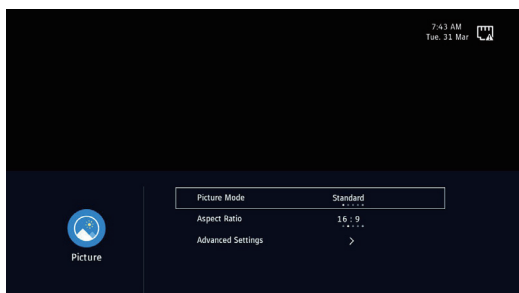 7:43 AM
Tue. 31 Mar
Picture Mode Standard
Aspect Ratio 16 : 9
Advanced Settings >
Picture